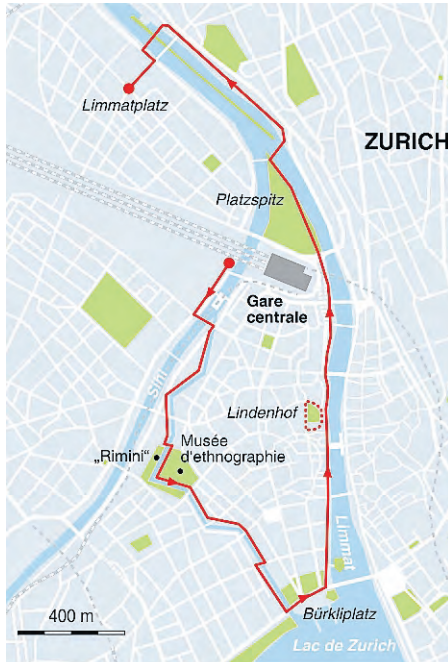 Limmatplatz
ZURICH
Platzspitz
Gare
centrale
Sihl
Lindenhof
„Rimini“
Musée
d'ethnographie
Limmat
400 m
Bürkliplatz
Lac de Zurich